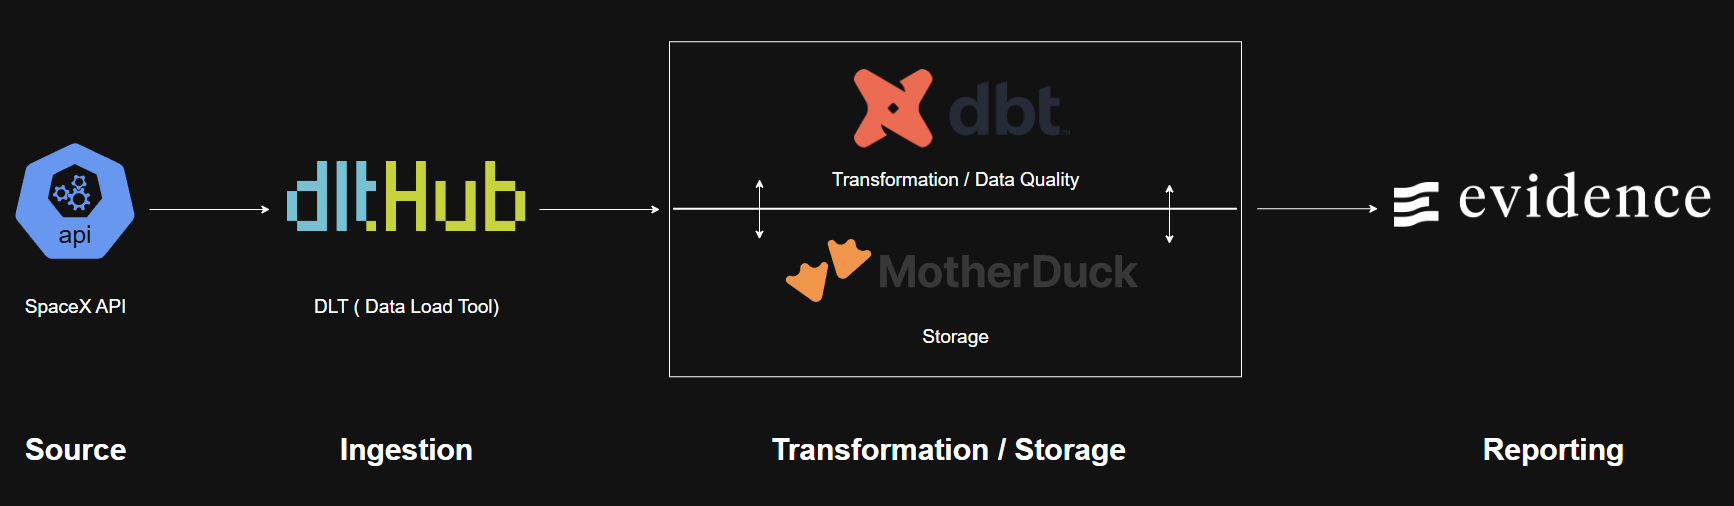 api
SpaceX API
dltHub
DLT ( Data Load Tool)
dbt™
Transformation / Data Quality
MotherDuck
Storage
evidence
Source
Ingestion
Transformation / Storage
Reporting